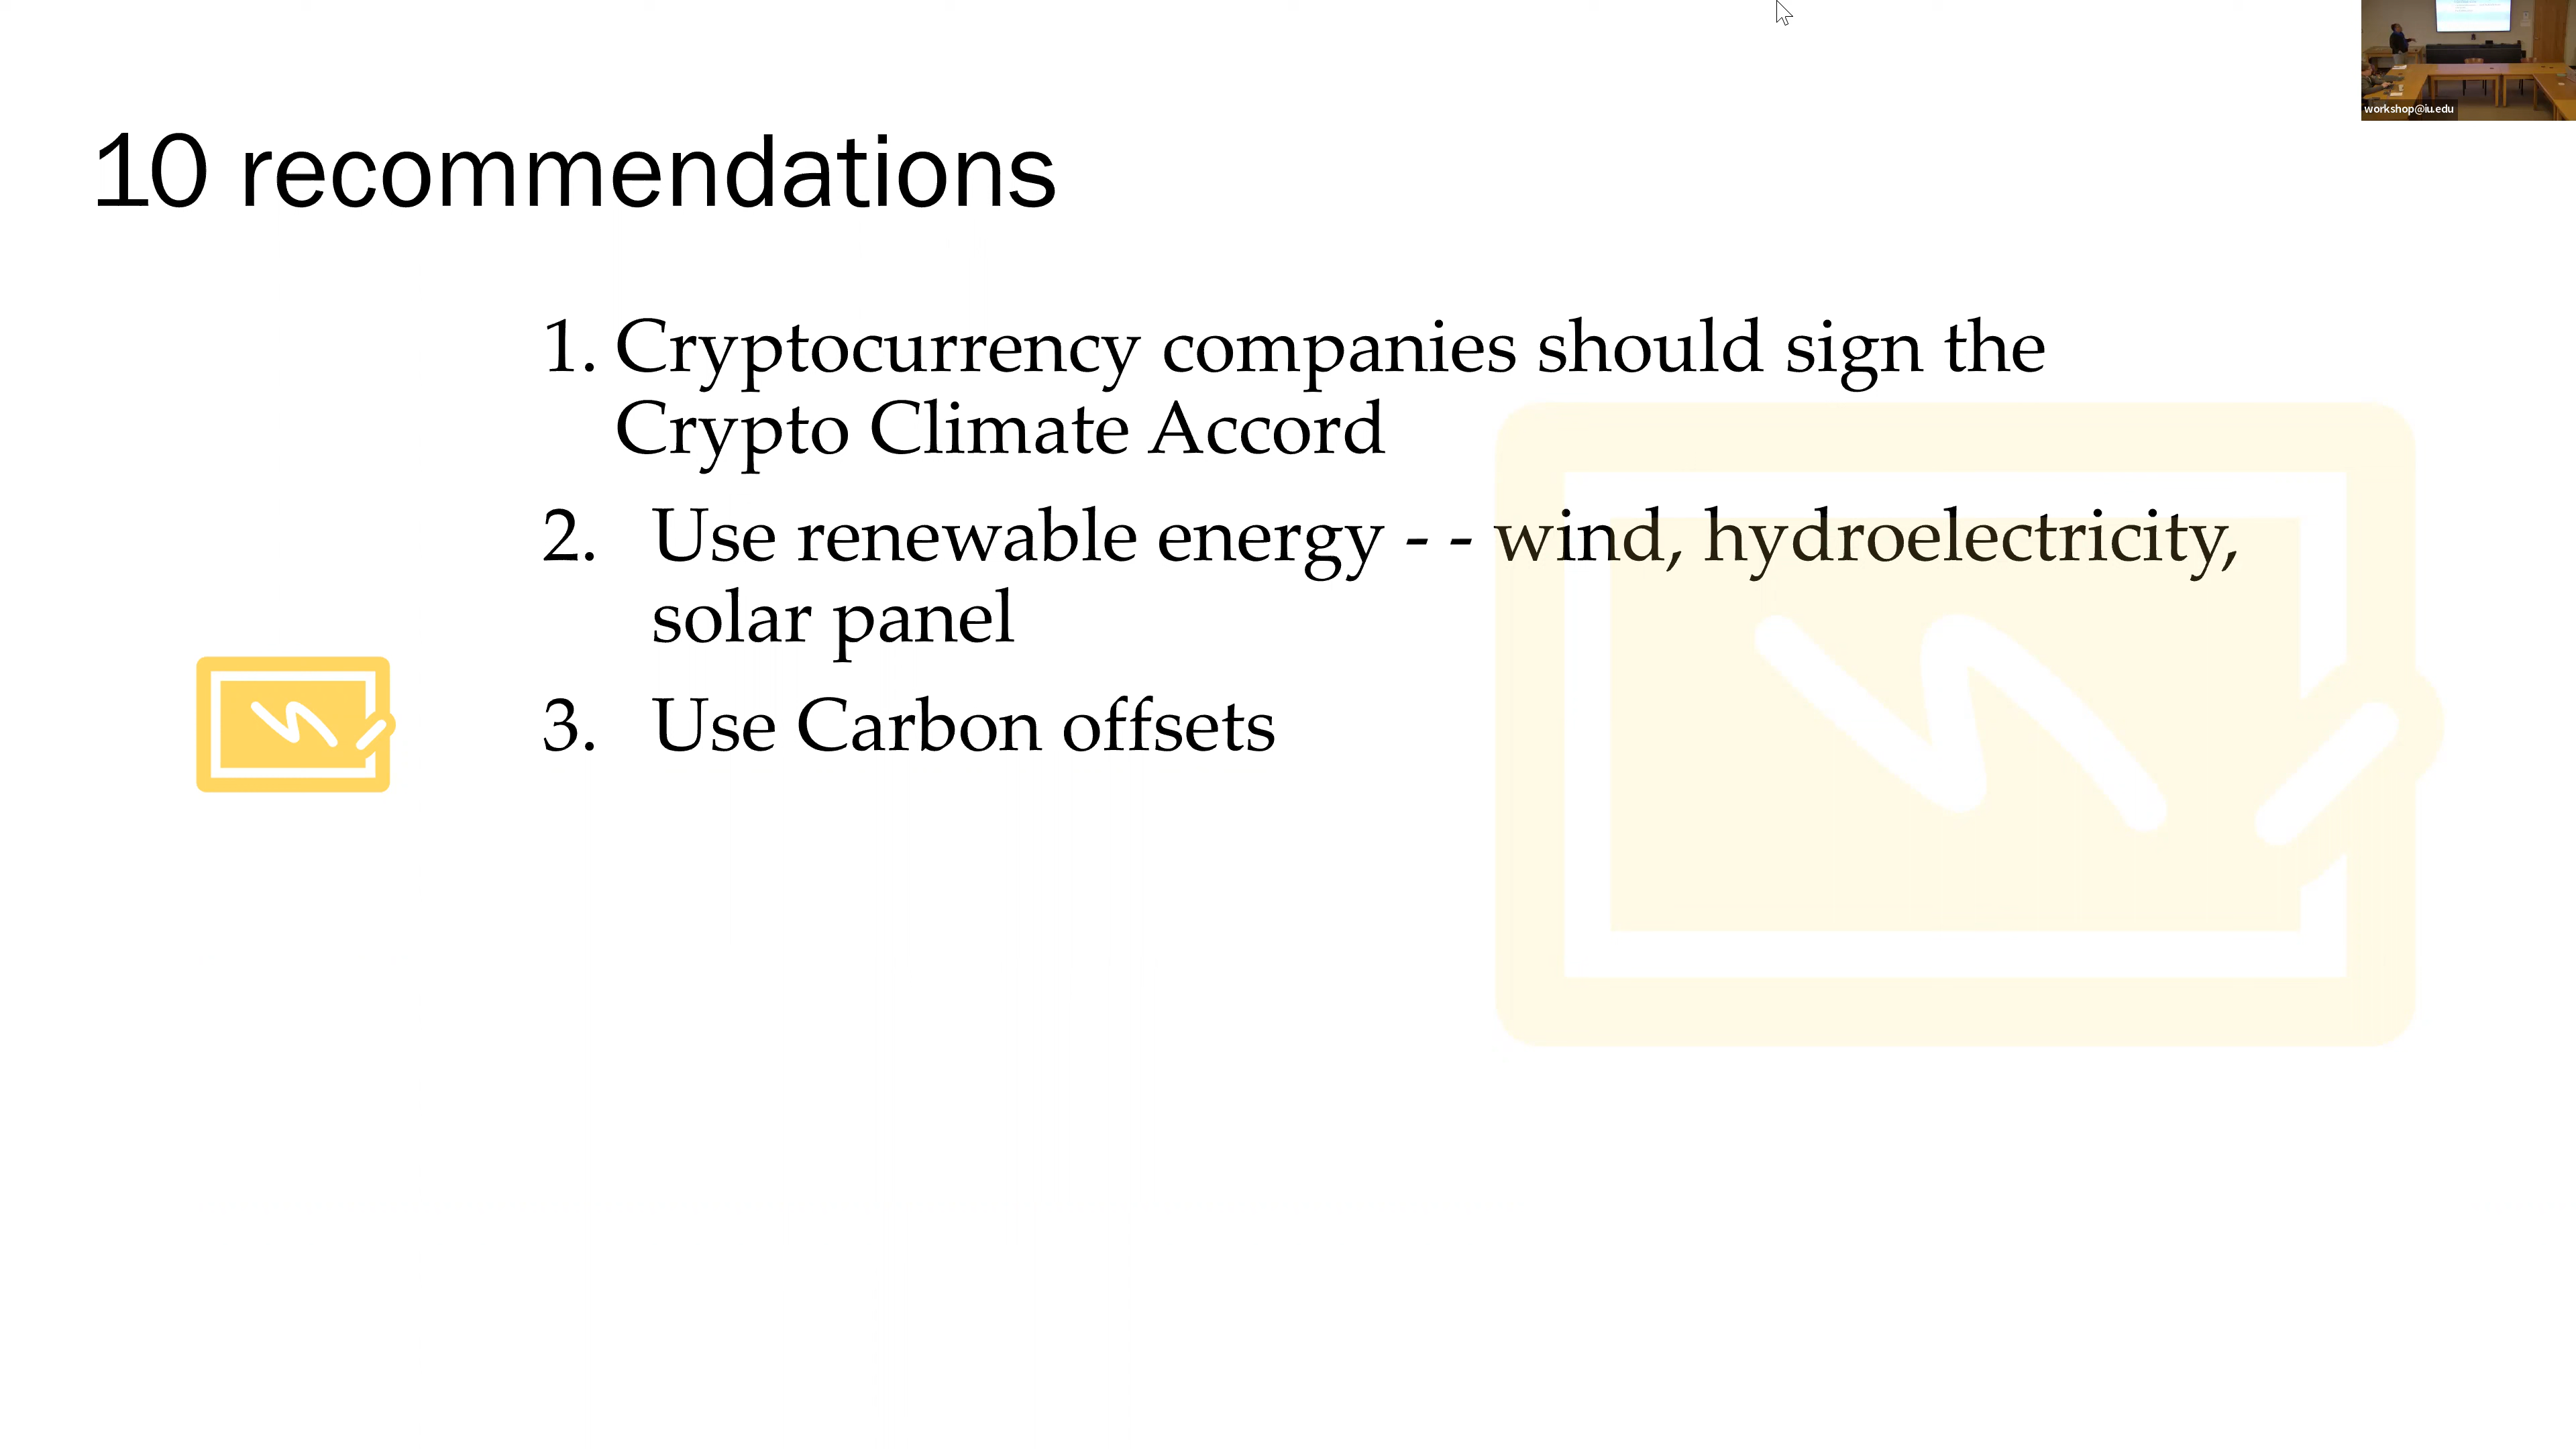 workshop@iu.edu
10 recommendations
1. Cryptocurrency companies should sign the
Crypto Climate Accord
2. Use renewable energy - - wind, hydroelectricity,
solar panel
3. Use Carbon offsets